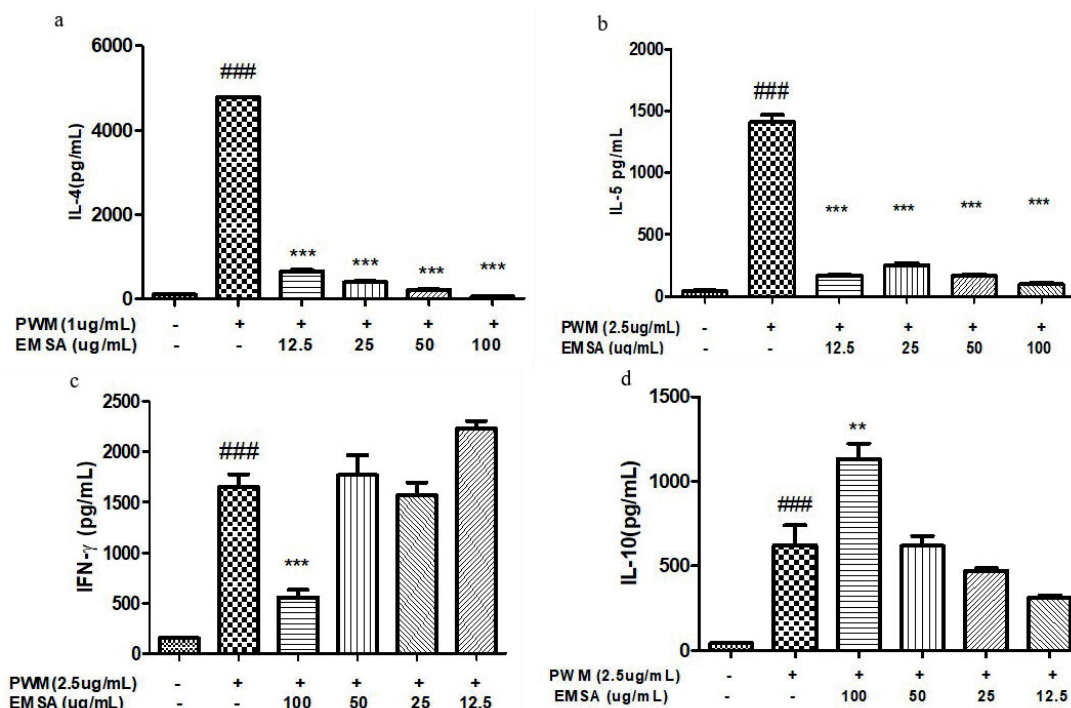 a
6000
4000
2000
0
IL-4(pg/mL)
###
*** *** *** ***
PWM (1ug/mL) - + + + + +
EMSA (ug/mL) - - 12.5 25 50 100
b
2000
1500
1000
500
0
IL-5 pg/mL
###
*** *** *** ***
PWM (2.5ug/mL) - + + + + +
EMSA (ug/mL) - - 12.5 25 50 100
c
2500
2000
1500
1000
500
0
IFN-γ (pg/mL)
###
***
PWM (2.5ug/mL) - + + + + +
EMSA (ug/mL) - - 100 50 25 12.5
d
1500
1000
500
0
IL-10(pg/mL)
###
**
PWM (2.5ug/mL) - + + + + +
EMSA (ug/mL) - - 100 50 25 12.5